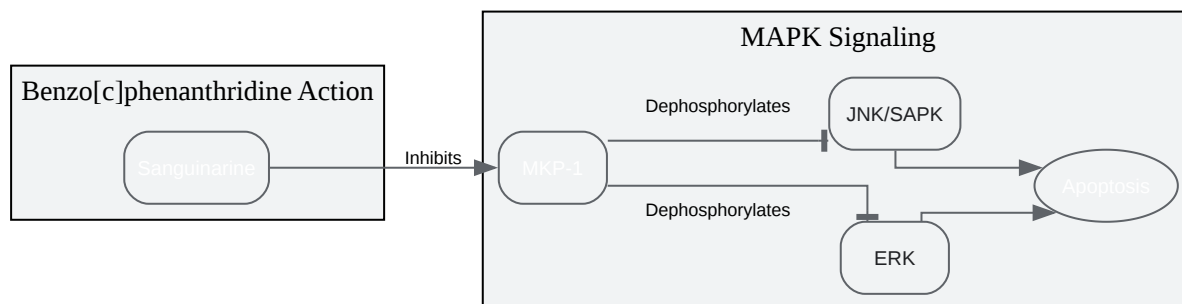 MAPK Signaling
Benzo[c]phenanthridine Action
Dephosphorylates
JNK/SAPK
Sanguinarine
Inhibits
MKP-1
Apoptosis
Dephosphorylates
ERK